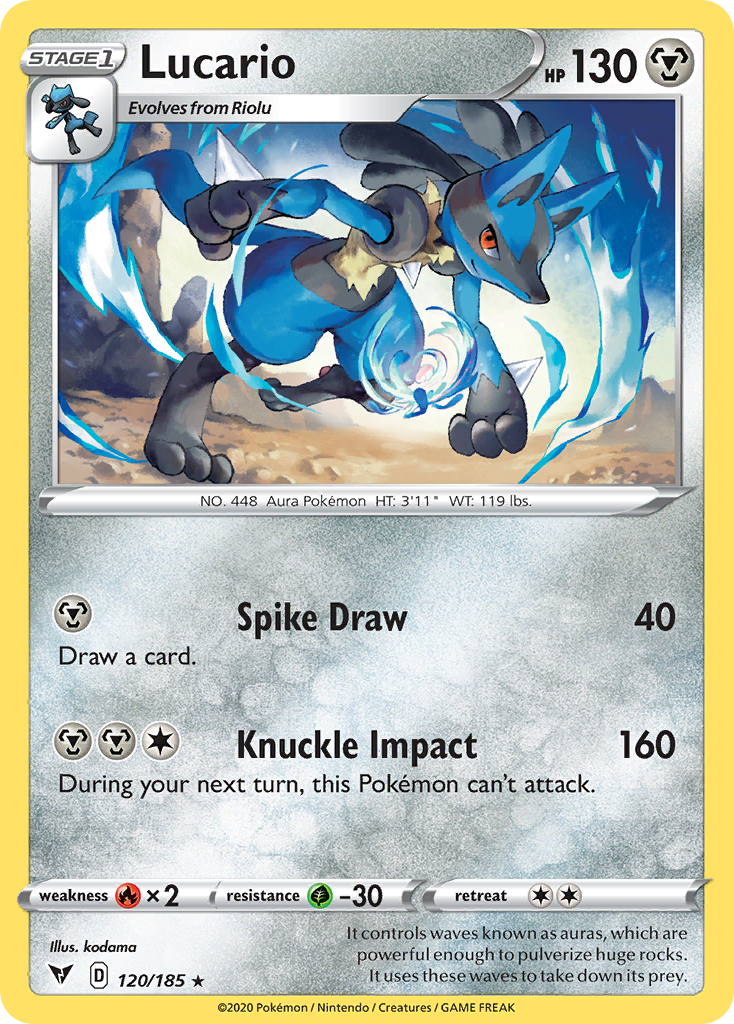 STAGE 1
Lucario
HP 130
Evolves from Riolu
NO. 448 Aura Pokémon HT: 3'11" WT: 119 lbs.
Spike Draw 40
Draw a card.
Knuckle Impact 160
During your next turn, this Pokémon can't attack.
weakness ×2 resistance -30 retreat
Illus. kodama
It controls waves known as auras, which are
powerful enough to pulverize huge rocks.
It uses these waves to take down its prey.
D 120/185 ★
©2020 Pokémon / Nintendo / Creatures / GAME FREAK